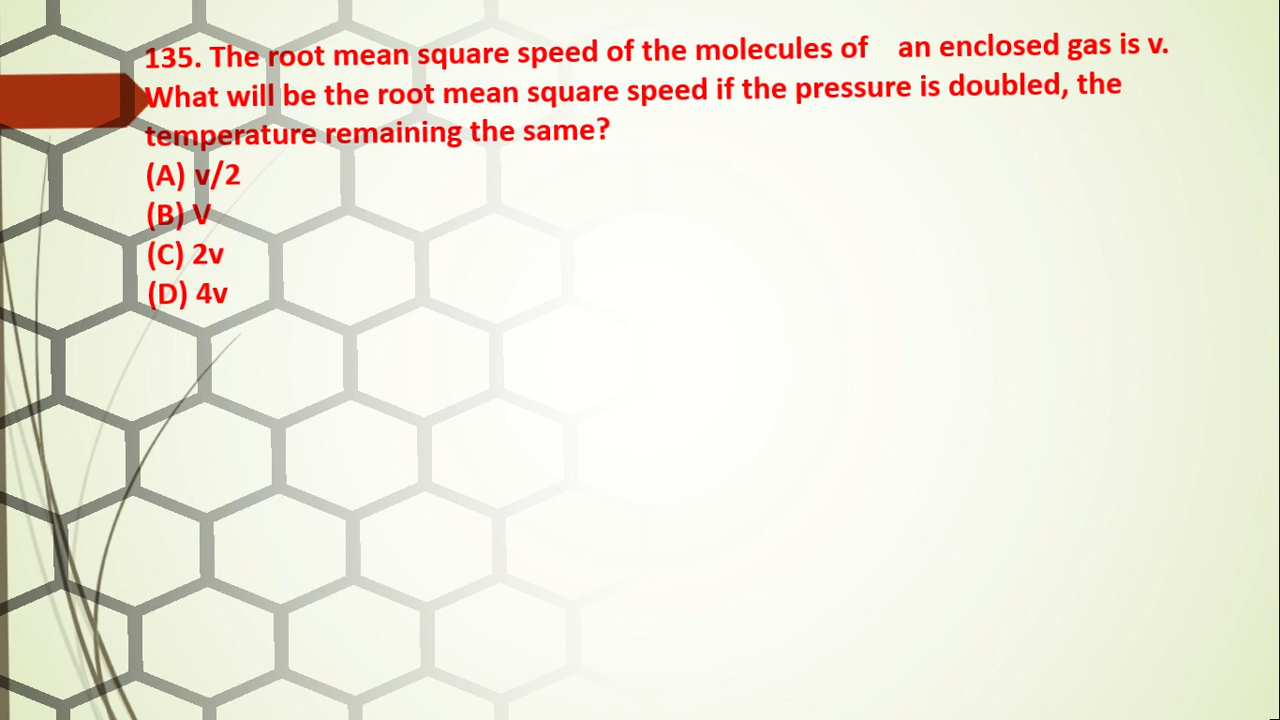 135. The root mean square speed of the molecules of an enclosed gas is v.
What will be the root mean square speed if the pressure is doubled, the
temperature remaining the same?
(A) v/2
(B) V
(C) 2v
(D) 4v